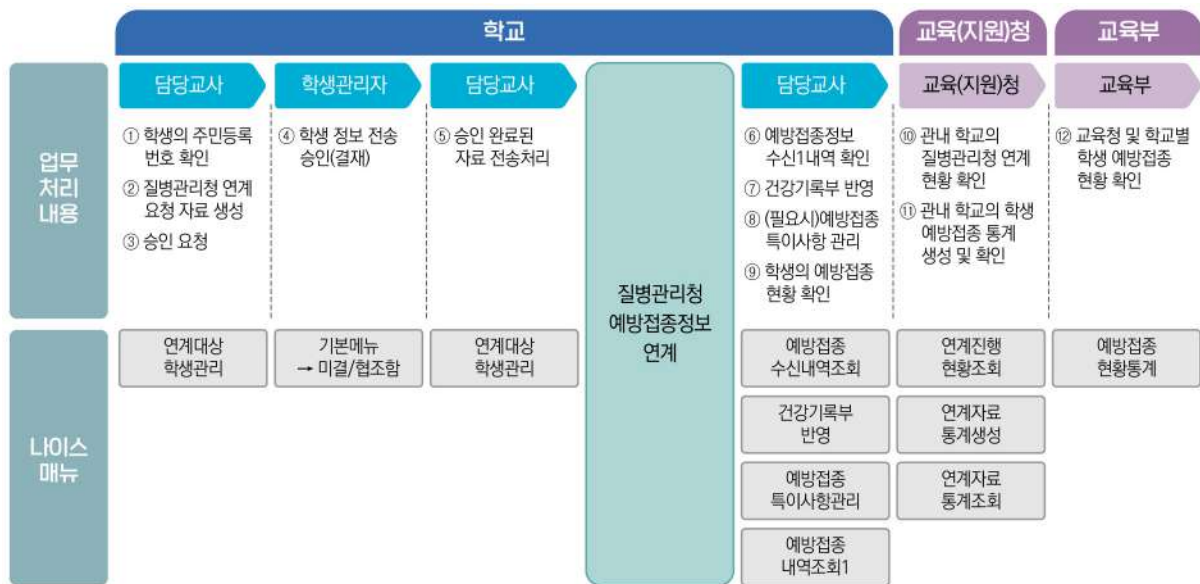 학교
교육(지원)청
교육부
업무
처리
내용
담당교사
① 학생의 주민등록
번호 확인
② 질병관리청 연계
요청 자료 생성
③ 승인 요청
학생관리자
④ 학생 정보 전송
승인(결재)
담당교사
⑤ 승인 완료된
자료 전송처리
질병관리청
예방접종정보
연계
담당교사
⑥ 예방접종정보
수신1내역 확인
⑦ 건강기록부 반영
⑧ (필요시)예방접종
특이사항 관리
⑨ 학생의 예방접종
현황 확인
교육(지원)청
⑩ 관내 학교의
질병관리청 연계
현황 확인
⑪ 관내 학교의 학생
예방접종 통계
생성 및 확인
교육부
⑫ 교육청 및 학교별
학생 예방접종
현황 확인
나이스
매뉴
연계대상
학생관리
기본메뉴
→ 미결/협조함
연계대상
학생관리
예방접종
수신내역조회
건강기록부
반영
예방접종
특이사항관리
예방접종
내역조회1
연계진행
현황조회
연계자료
통계생성
연계자료
통계조회
예방접종
현황통계